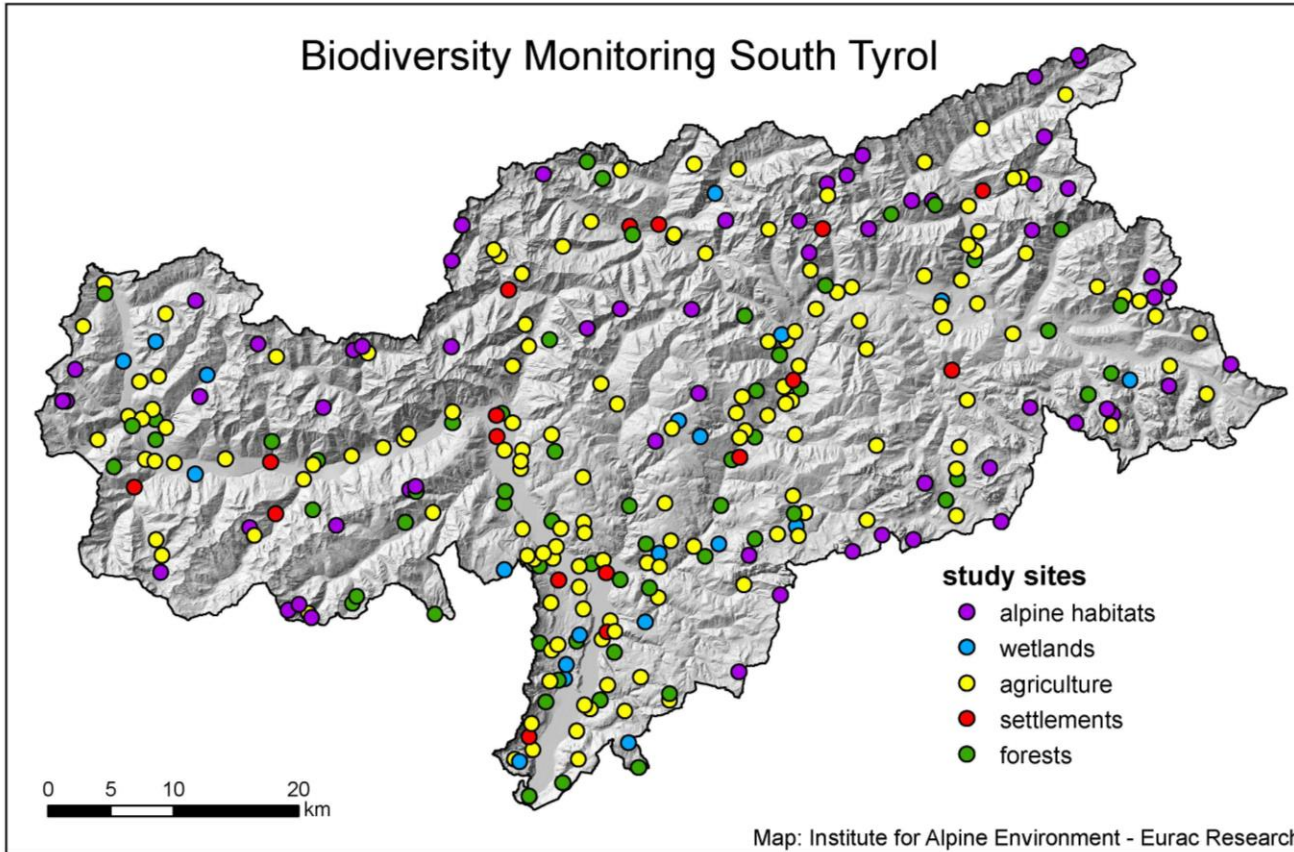 Biodiversity Monitoring South Tyrol
study sites
alpine habitats
wetlands
agriculture
settlements
forests
0 5 10 20
km
Map: Institute for Alpine Environment - Eurac Research